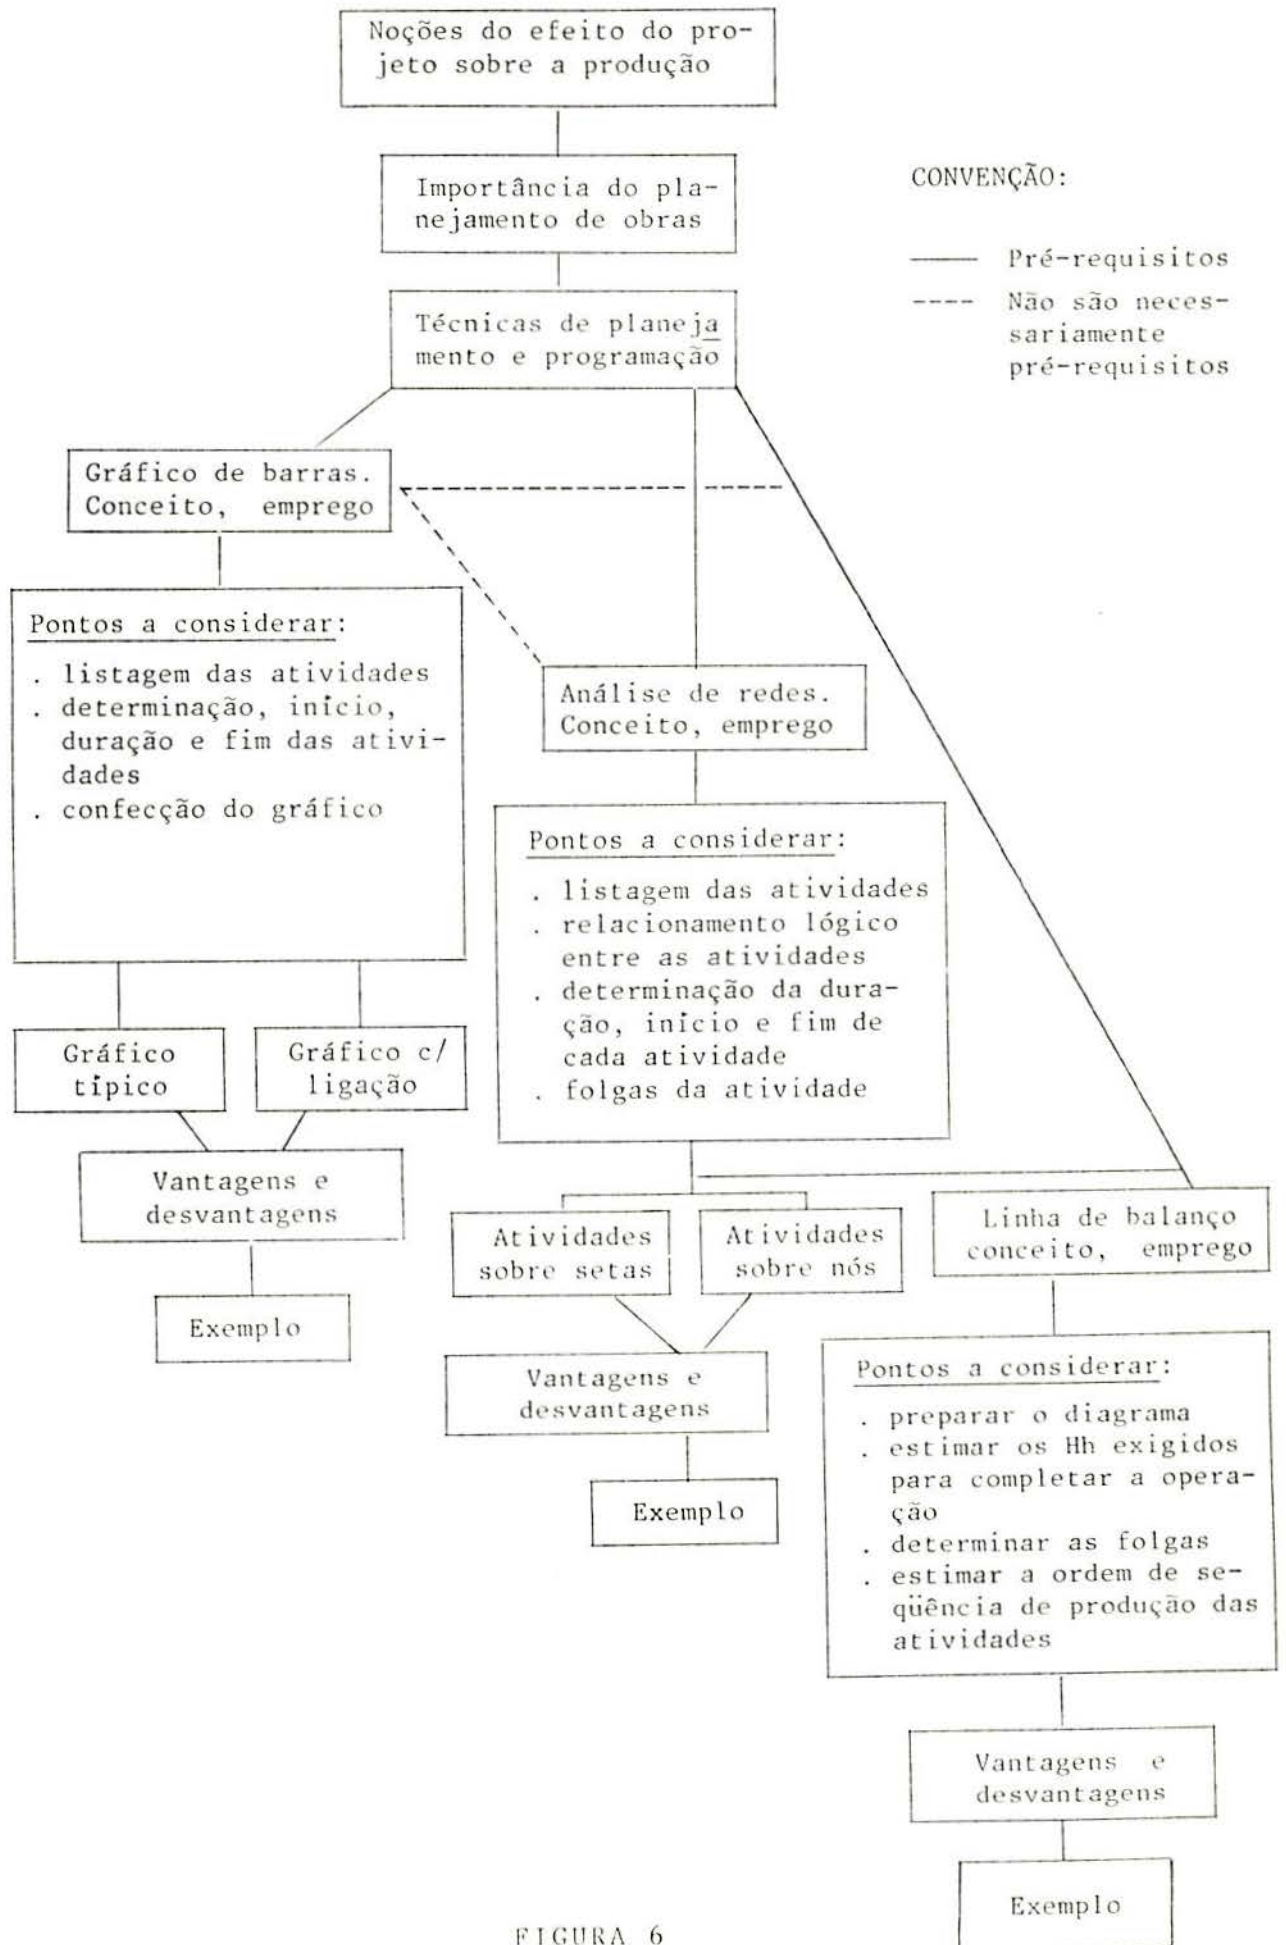 Noções do efeito do pro-
jeto sobre a produção
Importância do pla-
nejamento de obras
CONVENÇÃO:
—— Pré-requisitos
---- Não são neces-
sariamente
pré-requisitos
Técnicas de planeja
mento e programação
Gráfico de barras.
Conceito, emprego
Pontos a considerar:
. listagem das atividades
. determinação, início,
duração e fim das ativi-
dades
. confecção do gráfico
Análise de redes.
Conceito, emprego
Pontos a considerar:
. listagem das atividades
. relacionamento lógico
entre as atividades
. determinação da dura-
ção, início e fim de
cada atividade
. folgas da atividade
Gráfico
típico
Gráfico c/
ligação
Vantagens e
desvantagens
Exemplo
Atividades
sobre setas
Atividades
sobre nós
Vantagens e
desvantagens
Exemplo
Linha de balanço
conceito, emprego
Pontos a considerar:
. preparar o diagrama
. estimar os Hh exigidos
para completar a opera-
ção
. determinar as folgas
. estimar a ordem de se-
qüência de produção das
atividades
Vantagens e
desvantagens
Exemplo
FIGURA 6